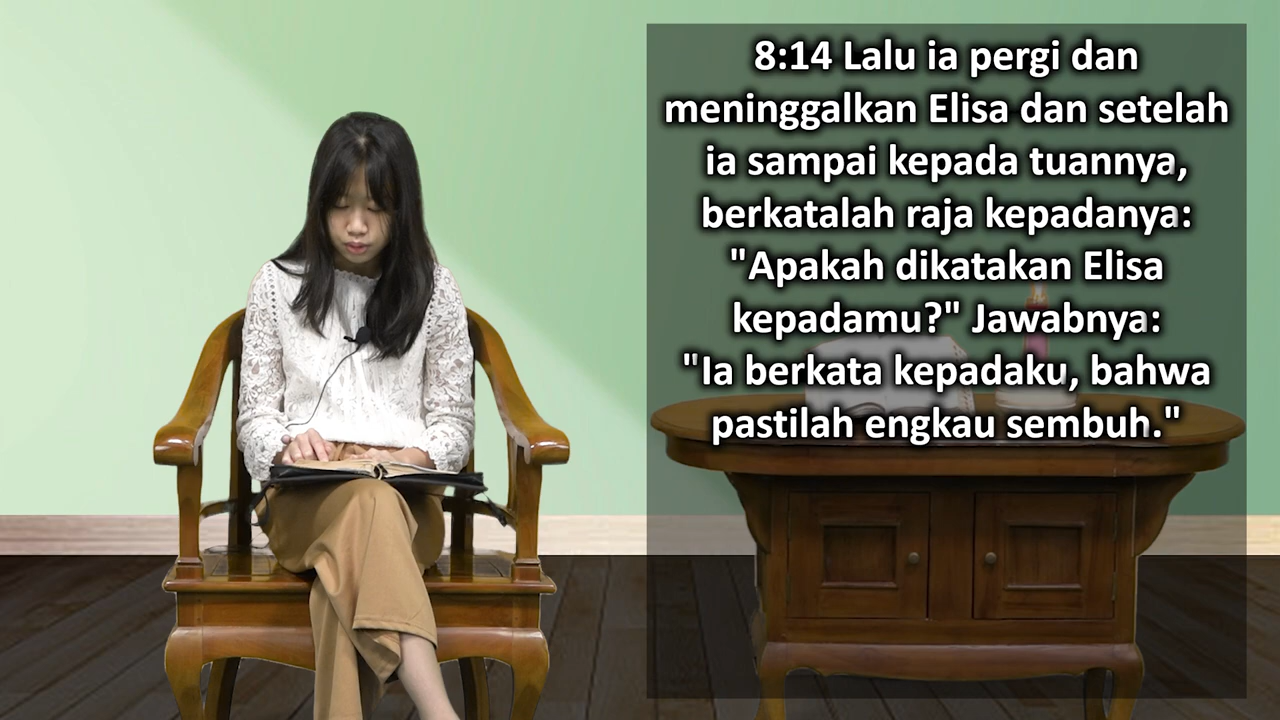 8:14 Lalu ia pergi dan
meninggalkan Elisa dan setelah
ia sampai kepada tuannya,
berkatalah raja kepadanya:
"Apakah dikatakan Elisa
kepadamu?" Jawabnya:
"Ia berkata kepadaku, bahwa
pastilah engkau sembuh."